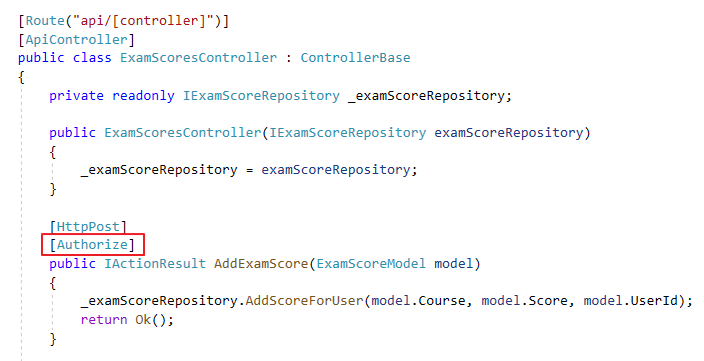 [Route("api/[controller]")]
[ApiController]
public class ExamScoresController : ControllerBase
{
    private readonly IExamScoreRepository _examScoreRepository;

    public ExamScoresController(IExamScoreRepository examScoreRepository)
    {
        _examScoreRepository = examScoreRepository;
    }

    [HttpPost]
    [Authorize]
    public IActionResult AddExamScore(ExamScoreModel model)
    {
        _examScoreRepository.AddScoreForUser(model.Course, model.Score, model.UserId);
        return Ok();
    }